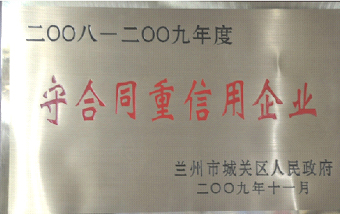 二〇〇八—二〇〇九年度
守合同重信用企业
兰州市城关区人民政府
二〇〇九年十一月